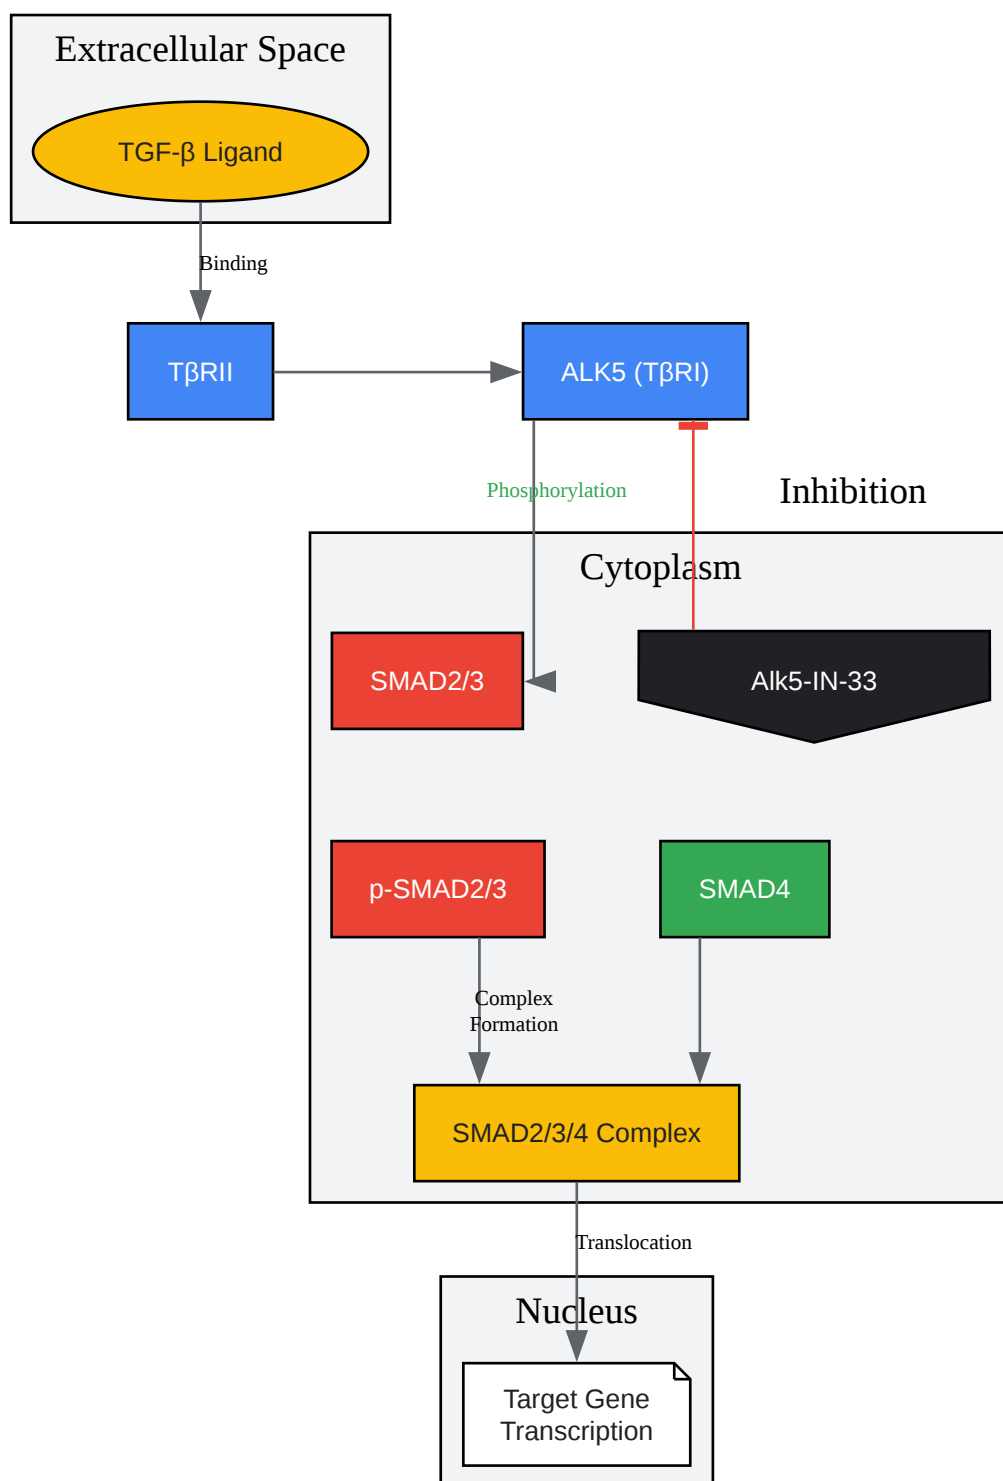 Extracellular Space
TGF-β Ligand
Binding
TβRII
ALK5 (TβRI)
Phosphorylation
Inhibition
Cytoplasm
SMAD2/3
Alk5-IN-33
p-SMAD2/3
SMAD4
Complex
Formation
SMAD2/3/4 Complex
Translocation
Nucleus
Target Gene
Transcription